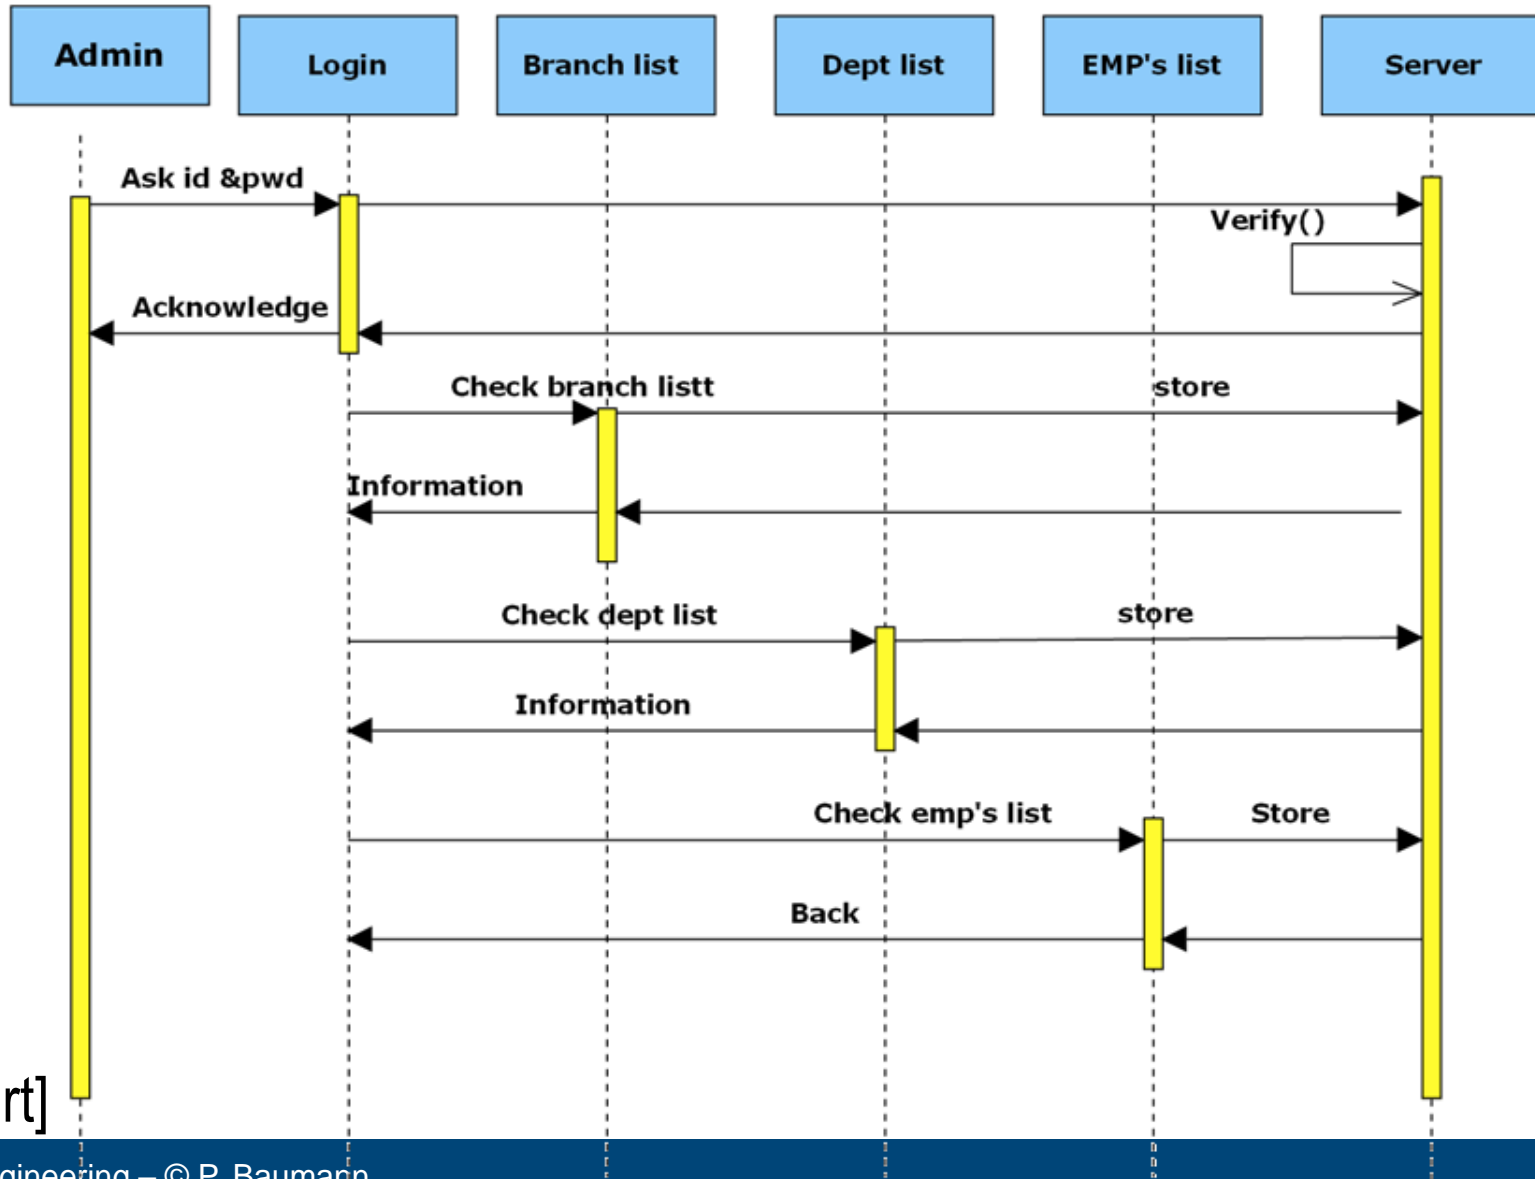 Admin
Login
Branch list
Dept list
EMP's list
Server
Ask id &pwd
Verify()
Acknowledge
Check branch listt
store
Information
Check dept list
store
Information
Check emp's list
Store
Back
rt]
gineering – © P. Baumann